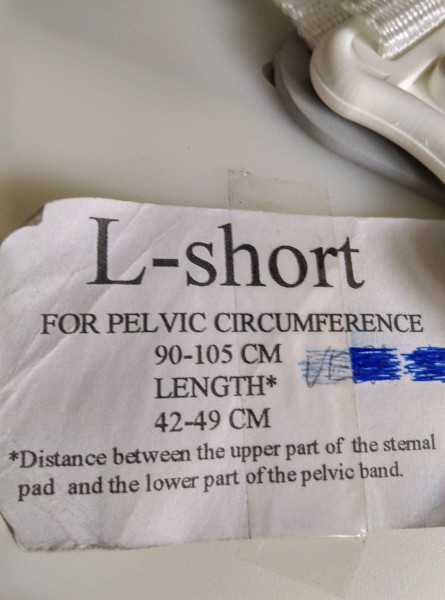 L-short
FOR PELVIC CIRCUMFERENCE
90-105 CM
LENGTH*
42-49 CM
*Distance between the upper part of the sternal
pad and the lower part of the pelvic band.